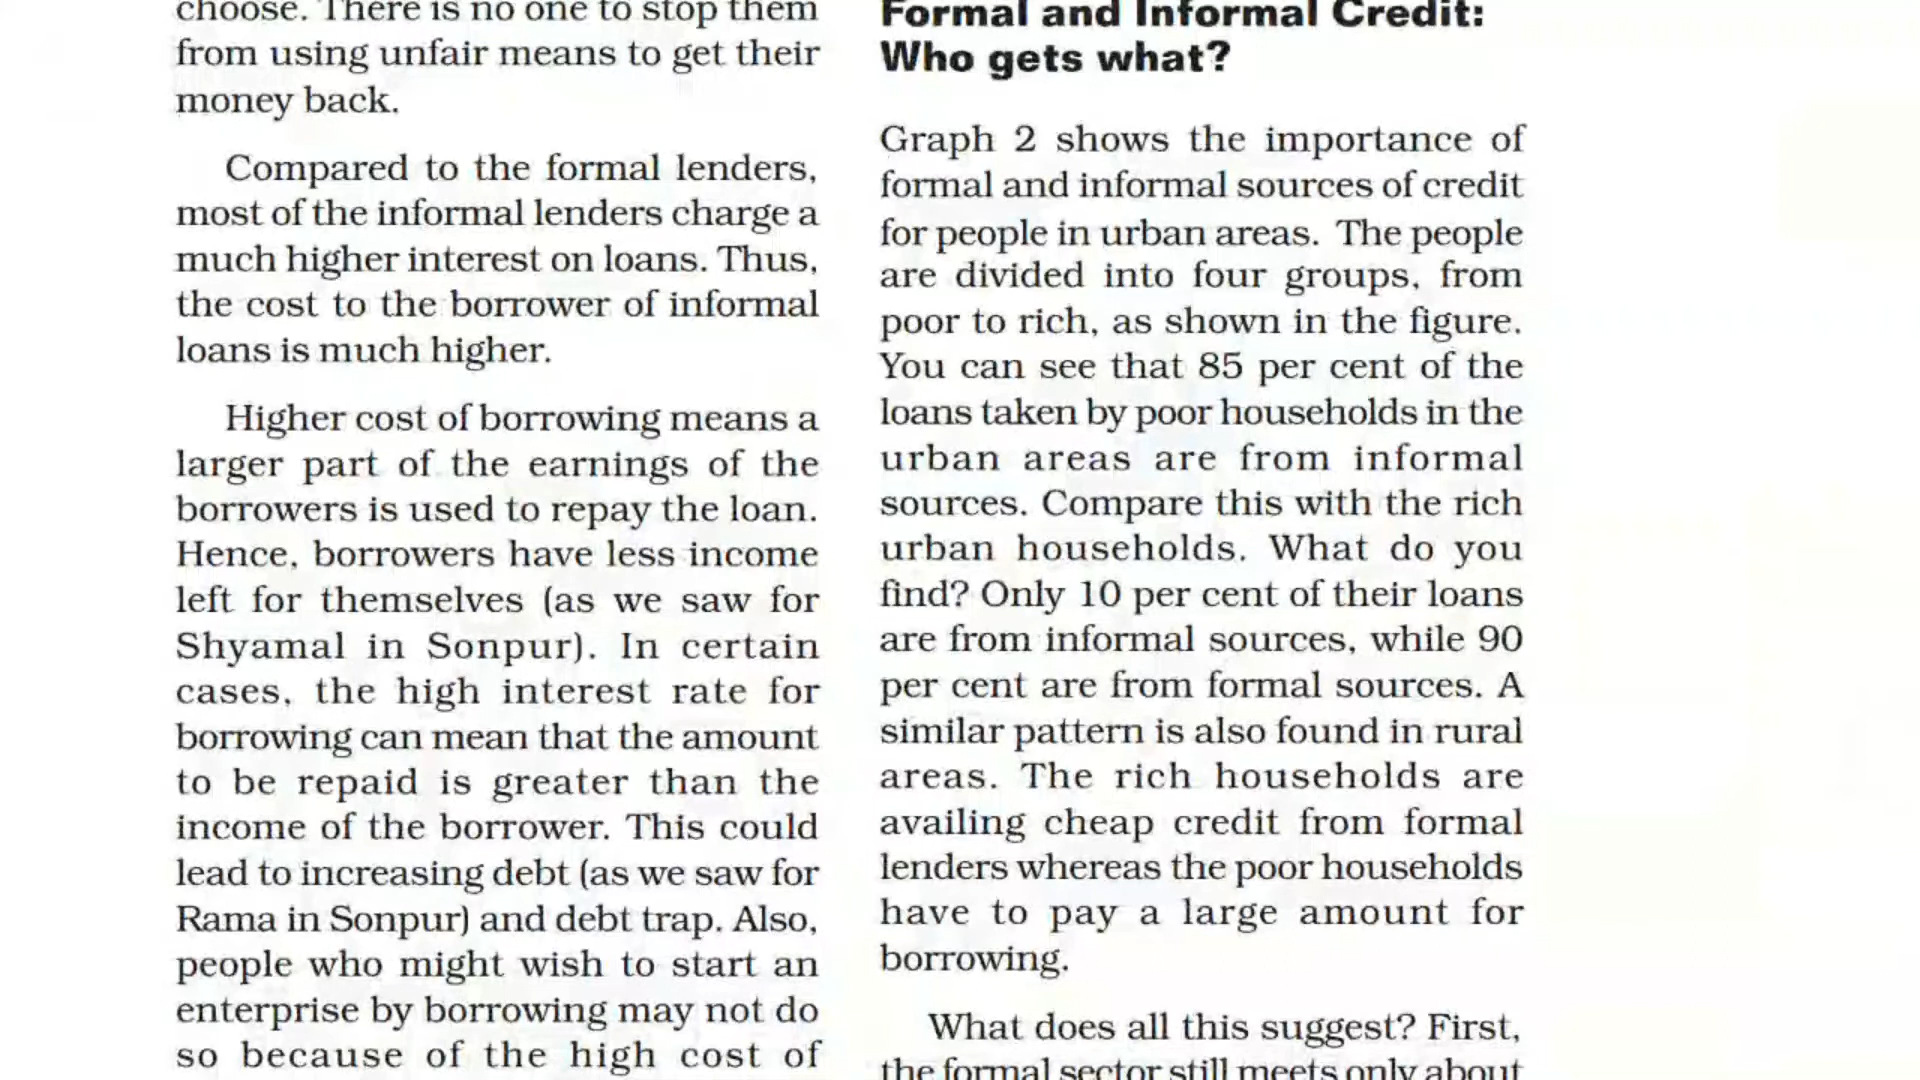 choose. There is no one to stop them
from using unfair means to get their
money back.
Compared to the formal lenders,
most of the informal lenders charge a
much higher interest on loans. Thus,
the cost to the borrower of informal
loans is much higher.
Higher cost of borrowing means a
larger part of the earnings of the
borrowers is used to repay the loan.
Hence, borrowers have less income
left for themselves (as we saw for
Shyamal in Sonpur). In certain
cases, the high interest rate for
borrowing can mean that the amount
to be repaid is greater than the
income of the borrower. This could
lead to increasing debt (as we saw for
Rama in Sonpur) and debt trap. Also,
people who might wish to start an
enterprise by borrowing may not do
so because of the high cost of
Formal and Informal Credit:
Who gets what?
Graph 2 shows the importance of
formal and informal sources of credit
for people in urban areas. The people
are divided into four groups, from
poor to rich, as shown in the figure.
You can see that 85 per cent of the
loans taken by poor households in the
urban areas are from informal
sources. Compare this with the rich
urban households. What do you
find? Only 10 per cent of their loans
are from informal sources, while 90
per cent are from formal sources. A
similar pattern is also found in rural
areas. The rich households are
availing cheap credit from formal
lenders whereas the poor households
have to pay a large amount for
borrowing.
What does all this suggest? First,
the formal sector still meets only about